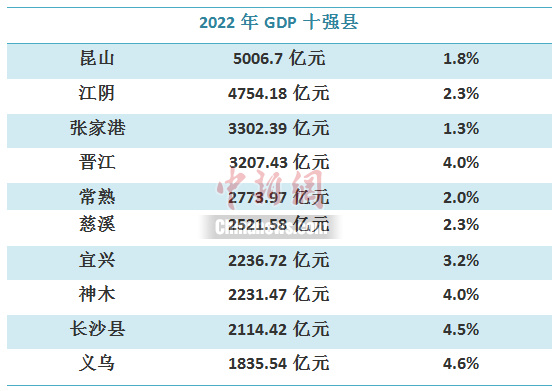 2022 年 GDP 十强县
昆山 5006.7 亿元 1.8%
江阴 4754.18 亿元 2.3%
张家港 3302.39 亿元 1.3%
晋江 3207.43 亿元 4.0%
中新网
常熟 2773.97 亿元 2.0%
慈溪 2521.58 亿元 2.3%
Chinanews.com
宜兴 2236.72 亿元 3.2%
神木 2231.47 亿元 4.0%
长沙县 2114.42 亿元 4.5%
义乌 1835.54 亿元 4.6%